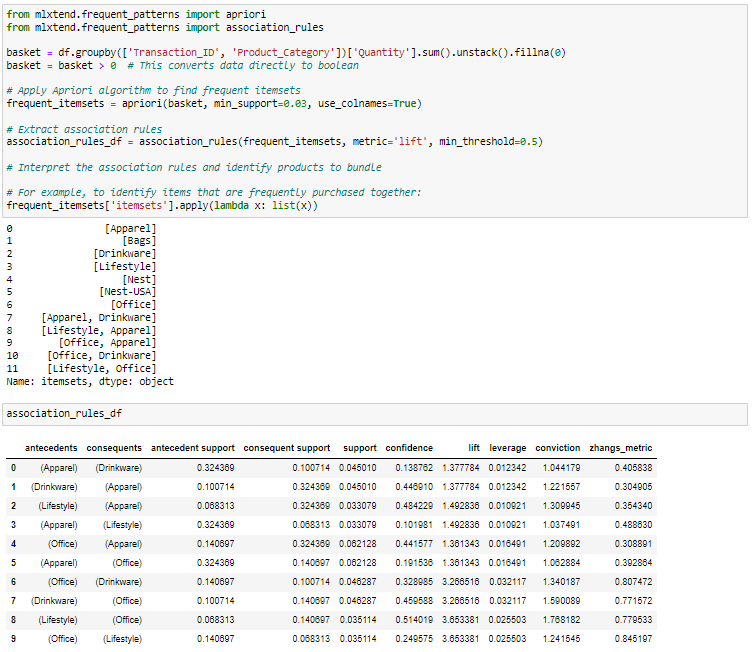 from mlxtend.frequent_patterns import apriori
from mlxtend.frequent_patterns import association_rules
basket = df.groupby(['Transaction_ID', 'Product_Category'])['Quantity'].sum().unstack().fillna(0)
basket = basket > 0  # This converts data directly to boolean
# Apply Apriori algorithm to find frequent itemsets
frequent_itemsets = apriori(basket, min_support=0.03, use_colnames=True)
# Extract association rules
association_rules_df = association_rules(frequent_itemsets, metric='lift', min_threshold=0.5)
# Interpret the association rules and identify products to bundle
# For example, to identify items that are frequently purchased together:
frequent_itemsets['itemsets'].apply(lambda x: list(x))
0 [Apparel]
1 [Bags]
2 [Drinkware]
3 [Lifestyle]
4 [Nest]
5 [Nest-USA]
6 [Office]
7 [Apparel, Drinkware]
8 [Lifestyle, Apparel]
9 [Office, Apparel]
10 [Office, Drinkware]
11 [Lifestyle, Office]
Name: itemsets, dtype: object
association_rules_df
antecedents consequents antecedent support consequent support support confidence lift leverage conviction zhangs_metric
0 (Apparel) (Drinkware) 0.324369 0.100714 0.045010 0.138762 1.377784 0.012342 1.044179 0.405838
1 (Drinkware) (Apparel) 0.100714 0.324369 0.045010 0.446910 1.377784 0.012342 1.221557 0.304905
2 (Lifestyle) (Apparel) 0.068313 0.324369 0.033079 0.484229 1.492836 0.010921 1.309945 0.354340
3 (Apparel) (Lifestyle) 0.324369 0.068313 0.033079 0.101981 1.492836 0.010921 1.037491 0.488630
4 (Office) (Apparel) 0.140697 0.324369 0.062128 0.441577 1.361343 0.016491 1.209892 0.308891
5 (Apparel) (Office) 0.324369 0.140697 0.062128 0.191536 1.361343 0.016491 1.062884 0.392864
6 (Office) (Drinkware) 0.140697 0.100714 0.046287 0.328985 3.266516 0.032117 1.340187 0.807472
7 (Drinkware) (Office) 0.100714 0.140697 0.046287 0.459588 3.266516 0.032117 1.590089 0.771572
8 (Lifestyle) (Office) 0.068313 0.140697 0.035114 0.514019 3.653381 0.025503 1.768182 0.779533
9 (Office) (Lifestyle) 0.140697 0.068313 0.035114 0.249575 3.653381 0.025503 1.241545 0.845197